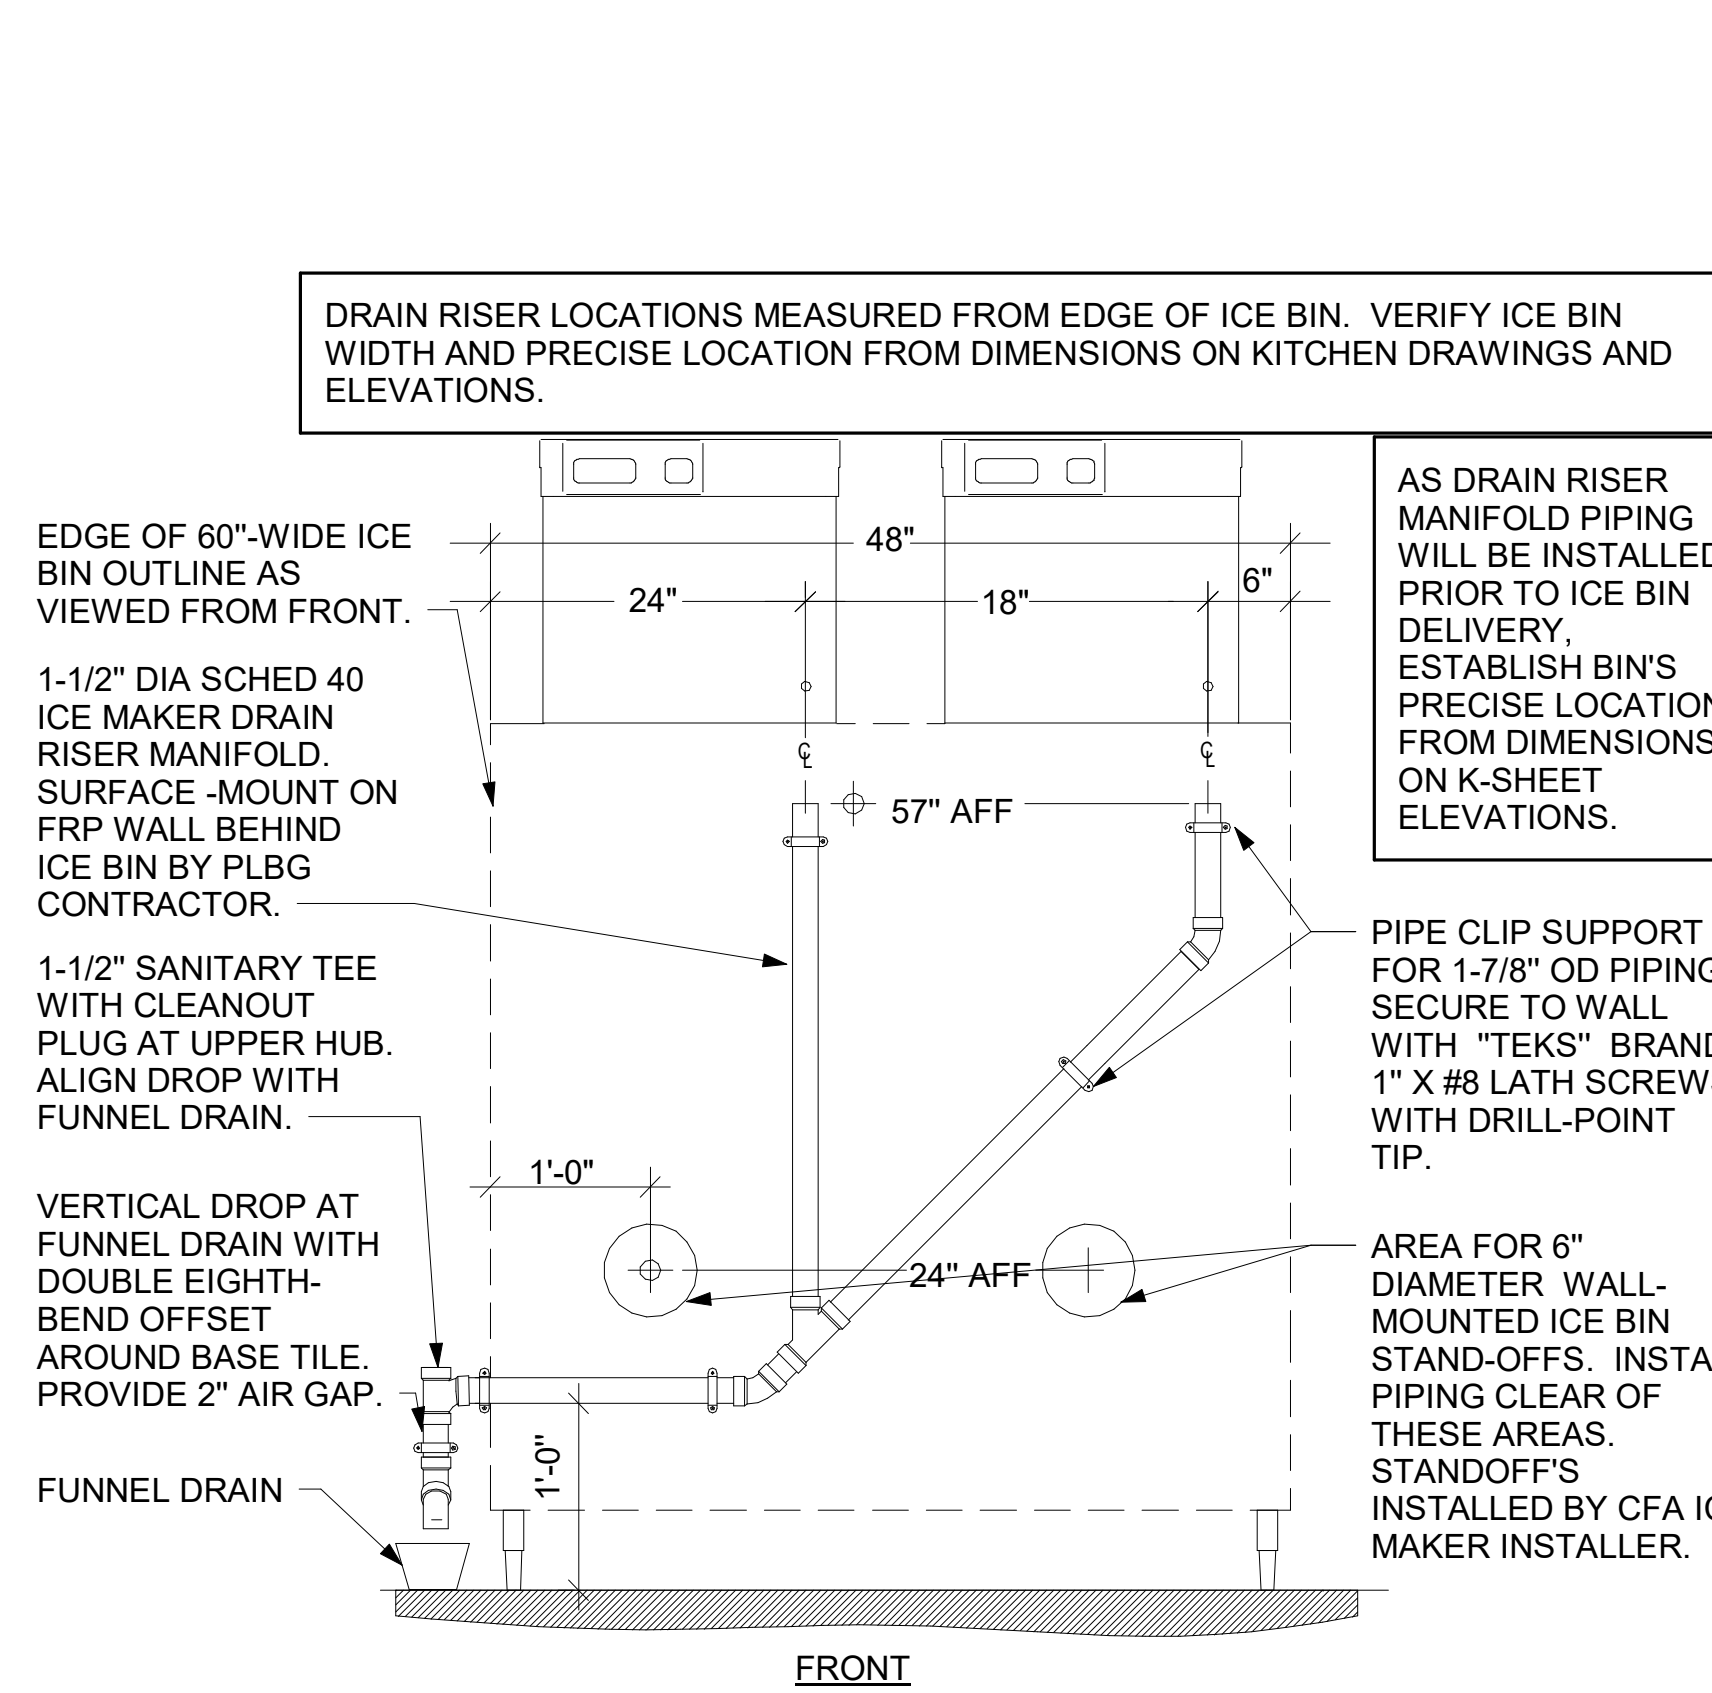 DRAIN RISER LOCATIONS MEASURED FROM EDGE OF ICE BIN.  VERIFY ICE BIN
WIDTH AND PRECISE LOCATION FROM DIMENSIONS ON KITCHEN DRAWINGS AND
ELEVATIONS.
AS DRAIN RISER
MANIFOLD PIPING
WILL BE INSTALLED
PRIOR TO ICE BIN
DELIVERY,
ESTABLISH BIN'S
PRECISE LOCATION
FROM DIMENSIONS
ON K-SHEET
ELEVATIONS.
EDGE OF 60"-WIDE ICE
BIN OUTLINE AS
VIEWED FROM FRONT.
48"
24"
18"
6"
1-1/2" DIA SCHED 40
ICE MAKER DRAIN
RISER MANIFOLD.
SURFACE -MOUNT ON
FRP WALL BEHIND
ICE BIN BY PLBG
CONTRACTOR.
℄
℄
57" AFF
PIPE CLIP SUPPORT
FOR 1-7/8" OD PIPING
SECURE TO WALL
WITH  "TEKS"  BRAND
1" X #8 LATH SCREWS
WITH DRILL-POINT
TIP.
1-1/2" SANITARY TEE
WITH CLEANOUT
PLUG AT UPPER HUB.
ALIGN DROP WITH
FUNNEL DRAIN.
1'-0"
24" AFF
VERTICAL DROP AT
FUNNEL DRAIN WITH
DOUBLE EIGHTH-
BEND OFFSET
AROUND BASE TILE.
PROVIDE 2" AIR GAP.
AREA FOR 6"
DIAMETER  WALL-
MOUNTED ICE BIN
STAND-OFFS.  INSTA
PIPING CLEAR OF
THESE AREAS.
STANDOFF'S
INSTALLED BY CFA IC
MAKER INSTALLER.
1'-0"
FUNNEL DRAIN
FRONT